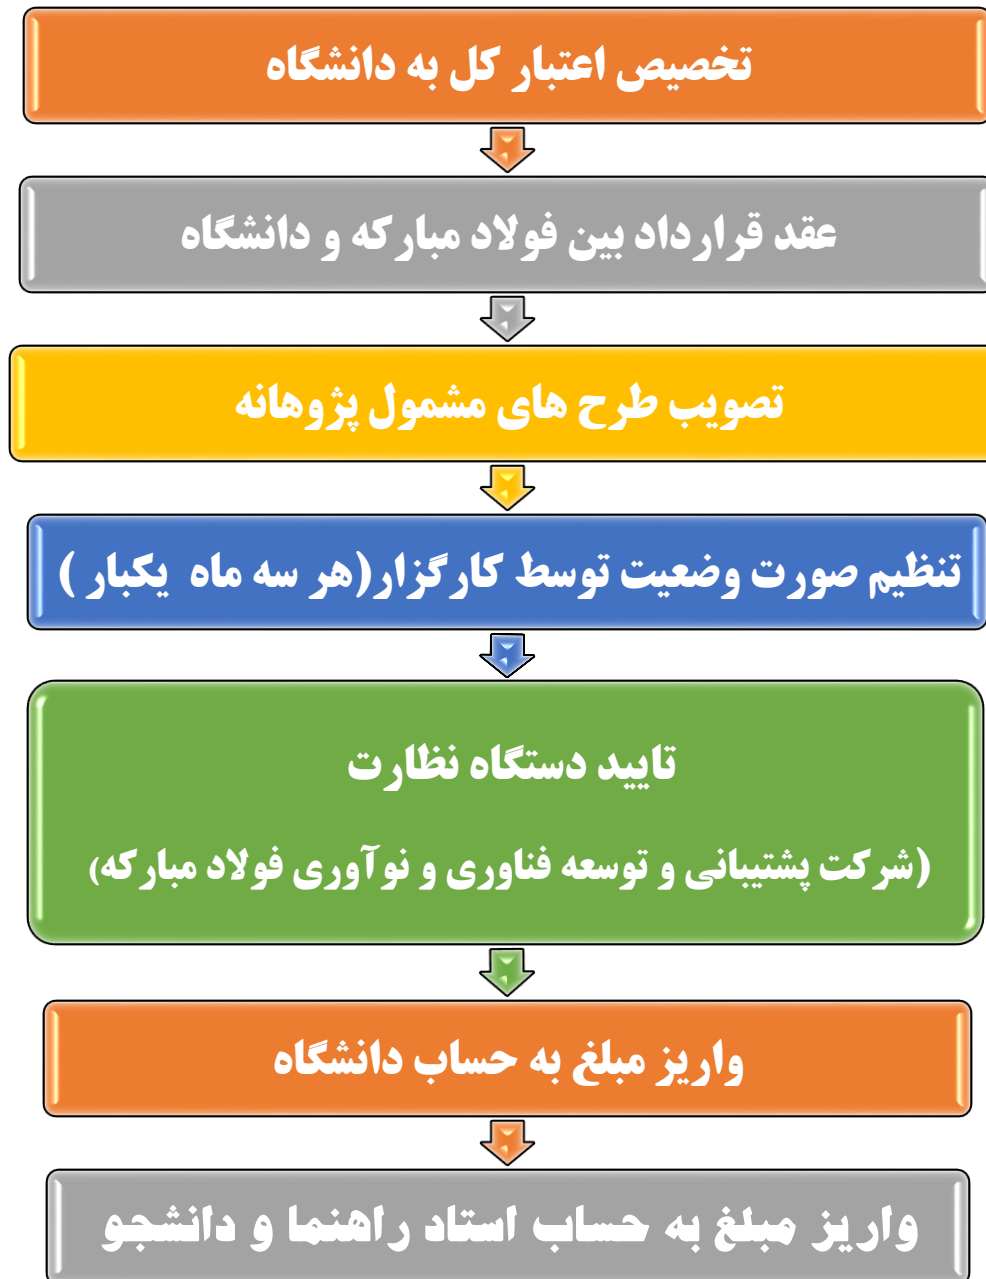 تخصیص اعتبار کل به دانشگاه
عقد قرارداد بین فولاد مبارکه و دانشگاه
تصویب طرح های مشمول پژوهانه
تنظیم صورت وضعیت توسط کارگزار(هر سه ماه یکبار )
تایید دستگاه نظارت
(شرکت پشتیبانی و توسعه فناوری و نوآوری فولاد مبارکه)
واریز مبلغ به حساب دانشگاه
واریز مبلغ به حساب استاد راهنما و دانشجو